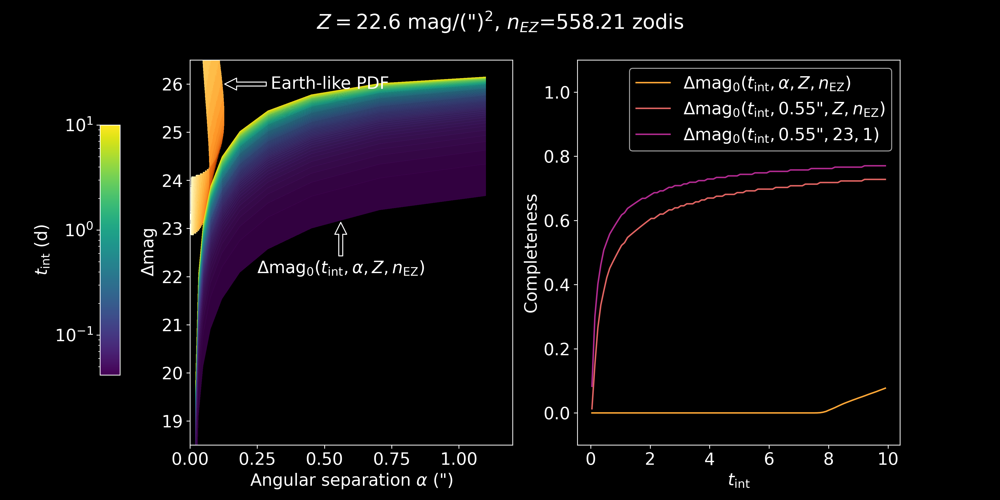 Z = 22.6 mag/(")², n_EZ=558.21 zodis
10¹
10⁰
10⁻¹
t_int (d)
26
25
24
23
22
21
20
19
Δmag
Earth-like PDF
Δmag₀(t_int, α, Z, n_EZ)
0.00 0.25 0.50 0.75 1.00
Angular separation α (")
1.0
0.8
0.6
0.4
0.2
0.0
Completeness
Δmag₀(t_int, α, Z, n_EZ)
Δmag₀(t_int, 0.55", Z, n_EZ)
Δmag₀(t_int, 0.55", 23, 1)
0 2 4 6 8 10
t_int